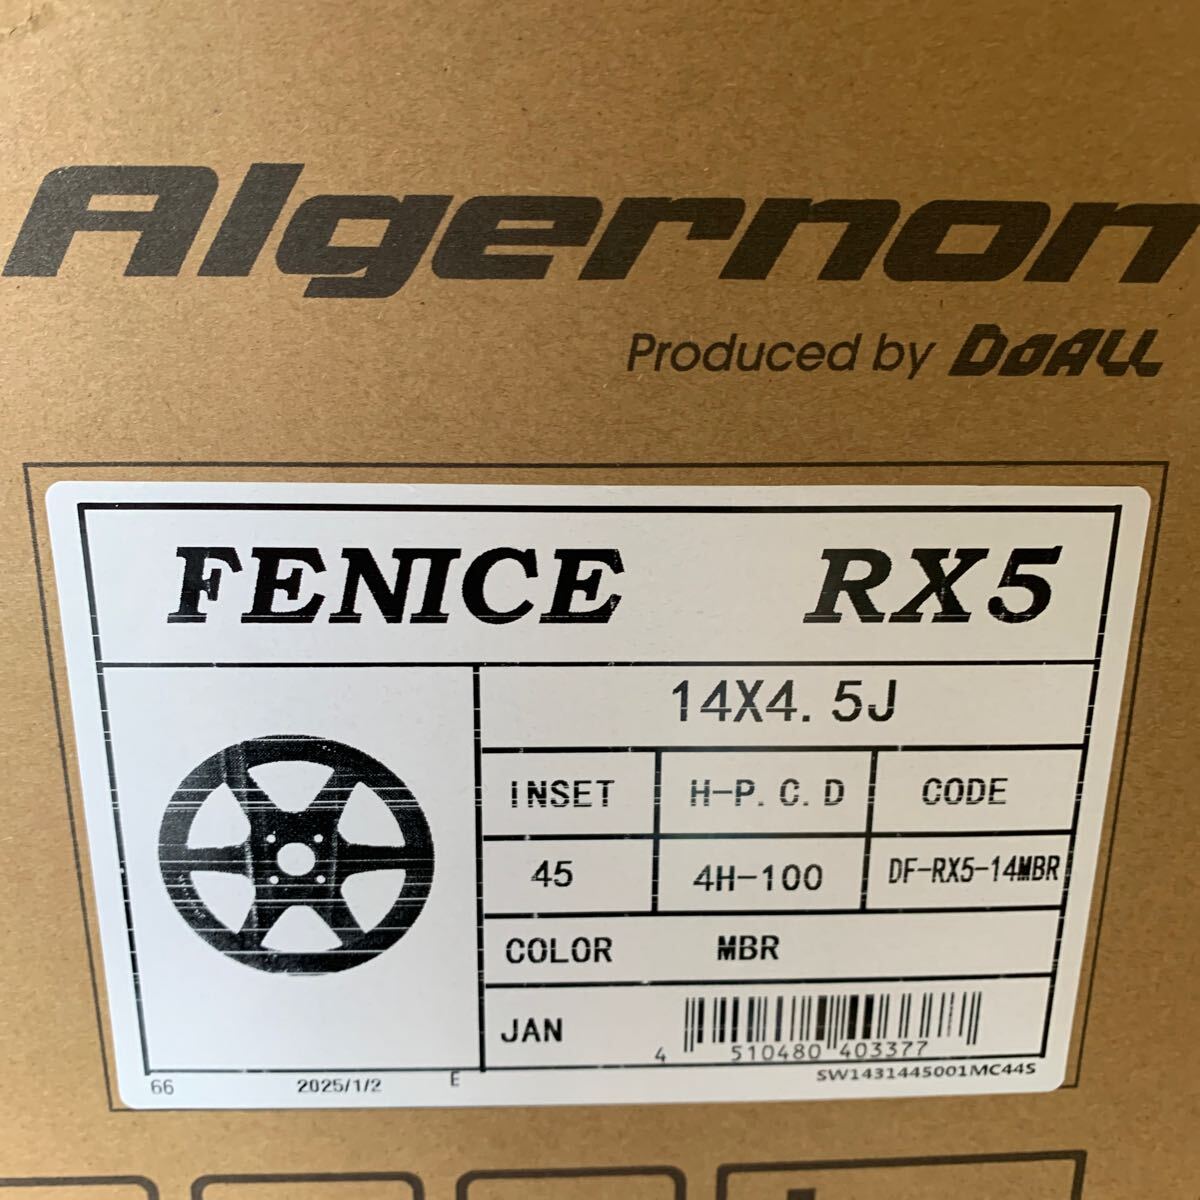 Algernon
Produced by DOALL
FENICE RX5
14X4.5J
INSET H-P.C.D CODE
45 4H-100 DF-RX5-14MBR
COLOR MBR
JAN
4 510480 403377
SW1431445001MC44S
66 2025/1/2 E